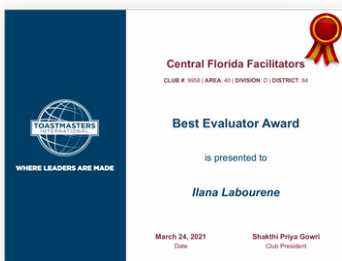 TOASTMASTERS
INTERNATIONAL
WHERE LEADERS ARE MADE
Central Florida Facilitators
CLUB #: 9956 | AREA: 40 | DIVISION: D | DISTRICT: 84
Best Evaluator Award
is presented to
Ilana Labourene
March 24, 2021
Date
Shakthi Priya Gowri
Club President